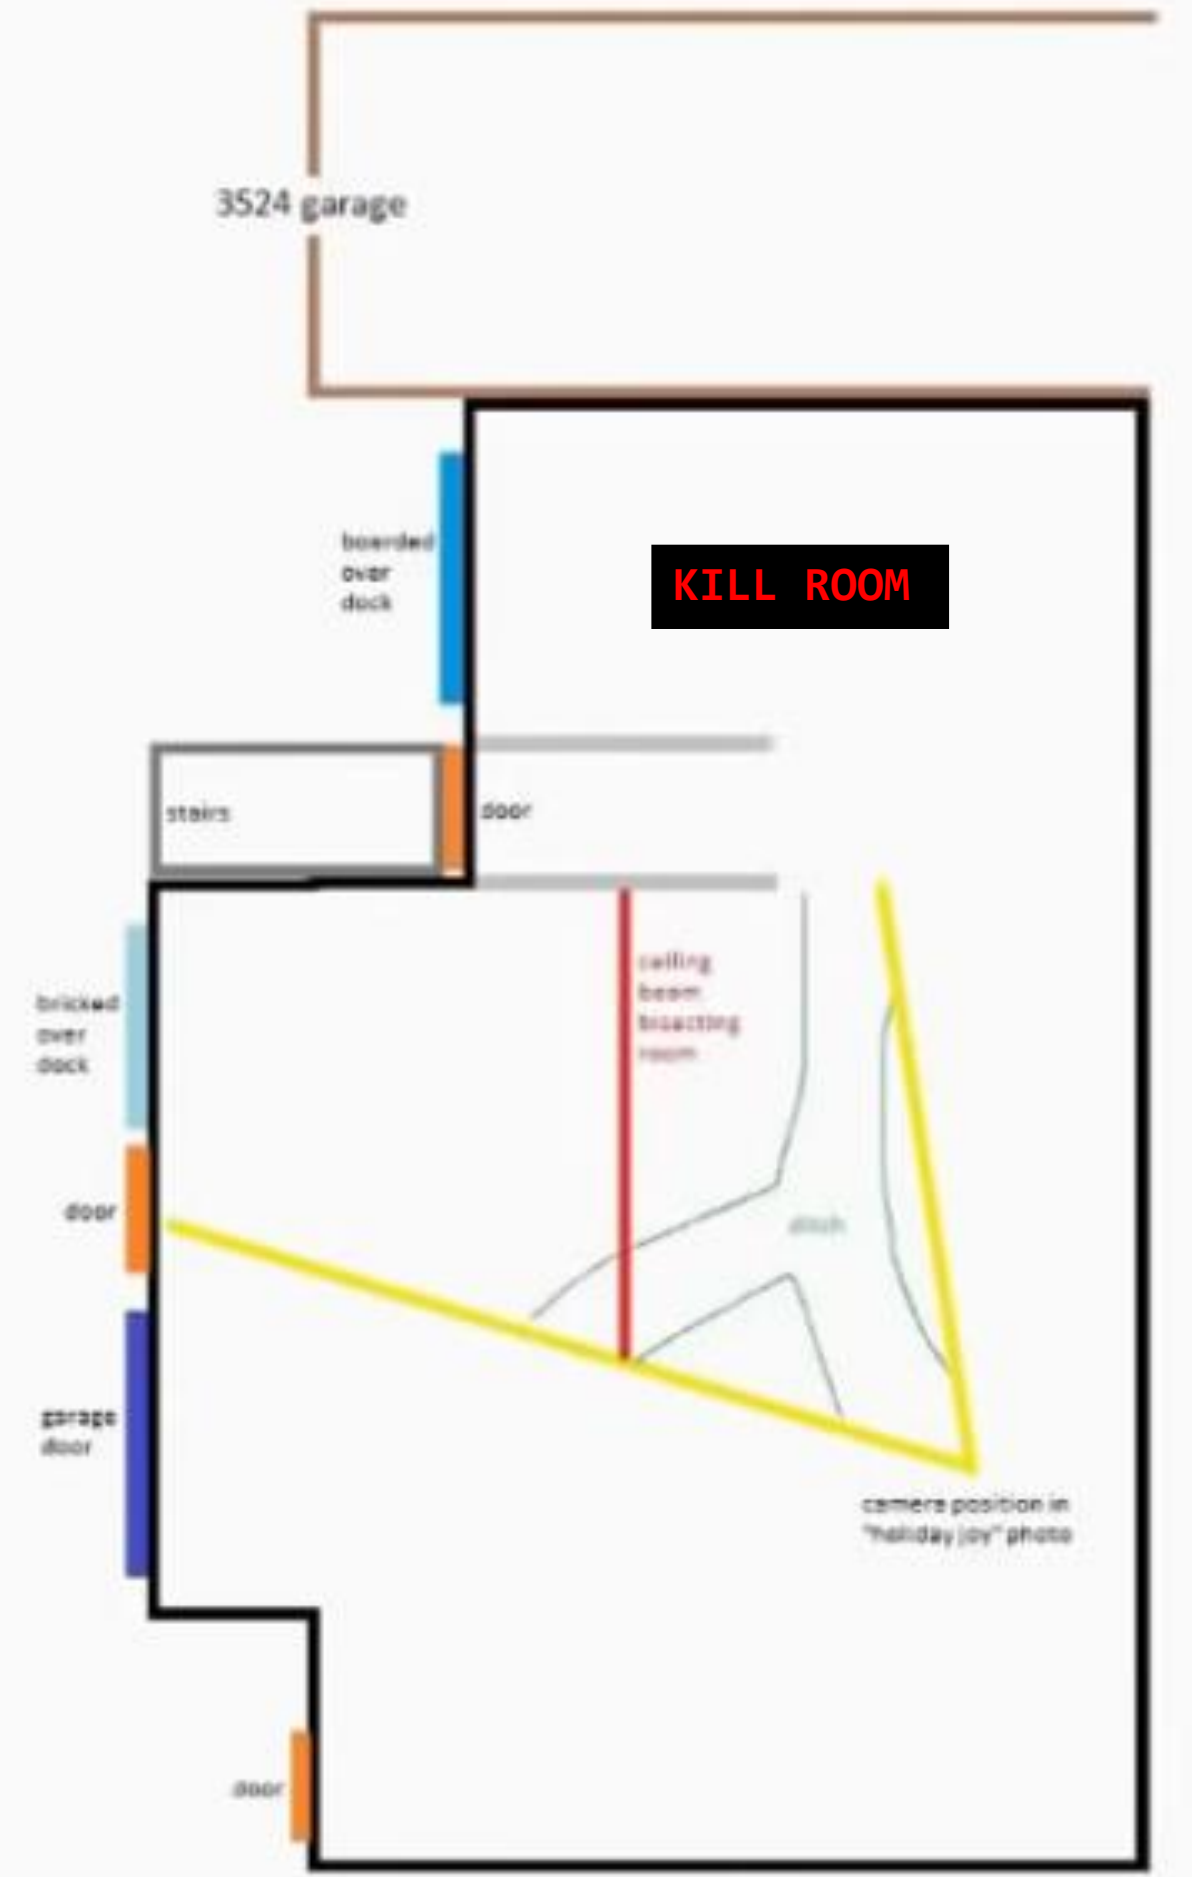 3524 garage
boarded
over
dock
KILL ROOM
stairs
door
ceiling
beam
bisecting
room
bricked
over
dock
door
ditch
garage
door
camera position in
"holiday joy" photo
door